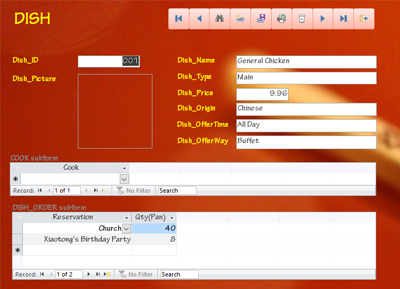 DISH
Dish_ID 001
Dish_Picture
Dish_Name General Chicken
Dish_Type Main
Dish_Price 9.96
Dish_Origin Chinese
Dish_OfferTime All Day
Dish_OfferWay Buffet
COOK subform
Cook
Record: 1 of 1 No Filter Search
DISH_ORDER subform
Reservation Qty(Pan)
Church 40
Xiaotong's Birthday Party 8
Record: 1 of 2 No Filter Search